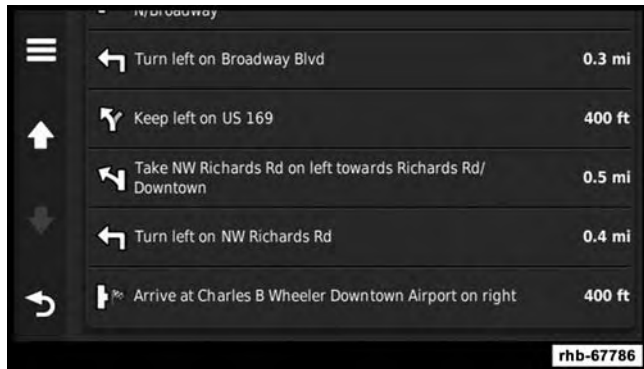 N/Broadway
Turn left on Broadway Blvd 0.3 mi
Keep left on US 169 400 ft
Take NW Richards Rd on left towards Richards Rd/
Downtown 0.5 mi
Turn left on NW Richards Rd 0.4 mi
Arrive at Charles B Wheeler Downtown Airport on right 400 ft
rhb-67786